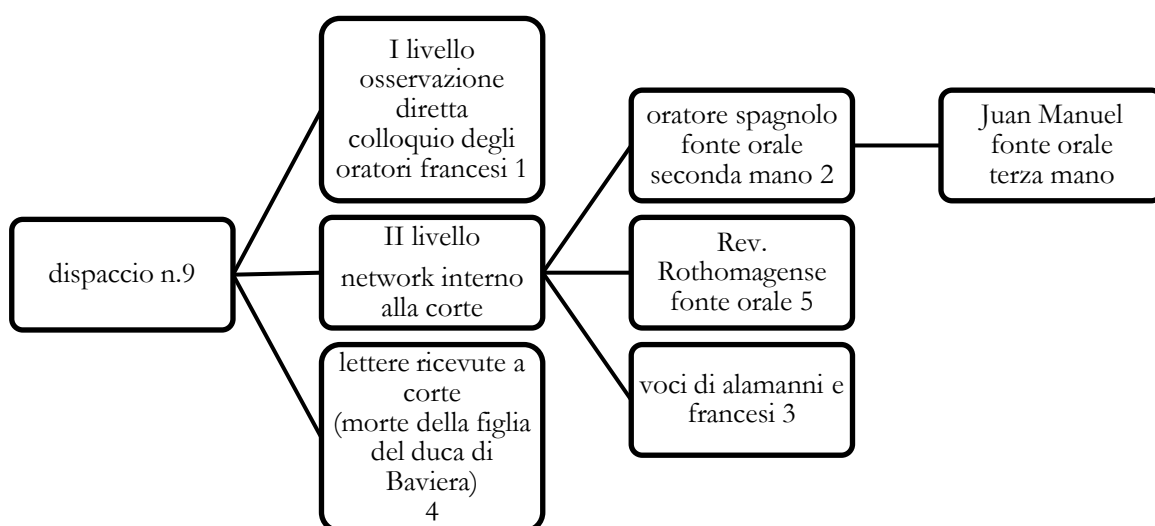 dispaccio n.9
I livello
osservazione
diretta
colloquio degli
oratori francesi 1
II livello
network interno
alla corte
lettere ricevute a
corte
(morte della figlia
del duca di
Baviera)
4
oratore spagnolo
fonte orale
seconda mano 2
Rev.
Rothomagense
fonte orale 5
voci di alamanni e
francesi 3
Juan Manuel
fonte orale
terza mano